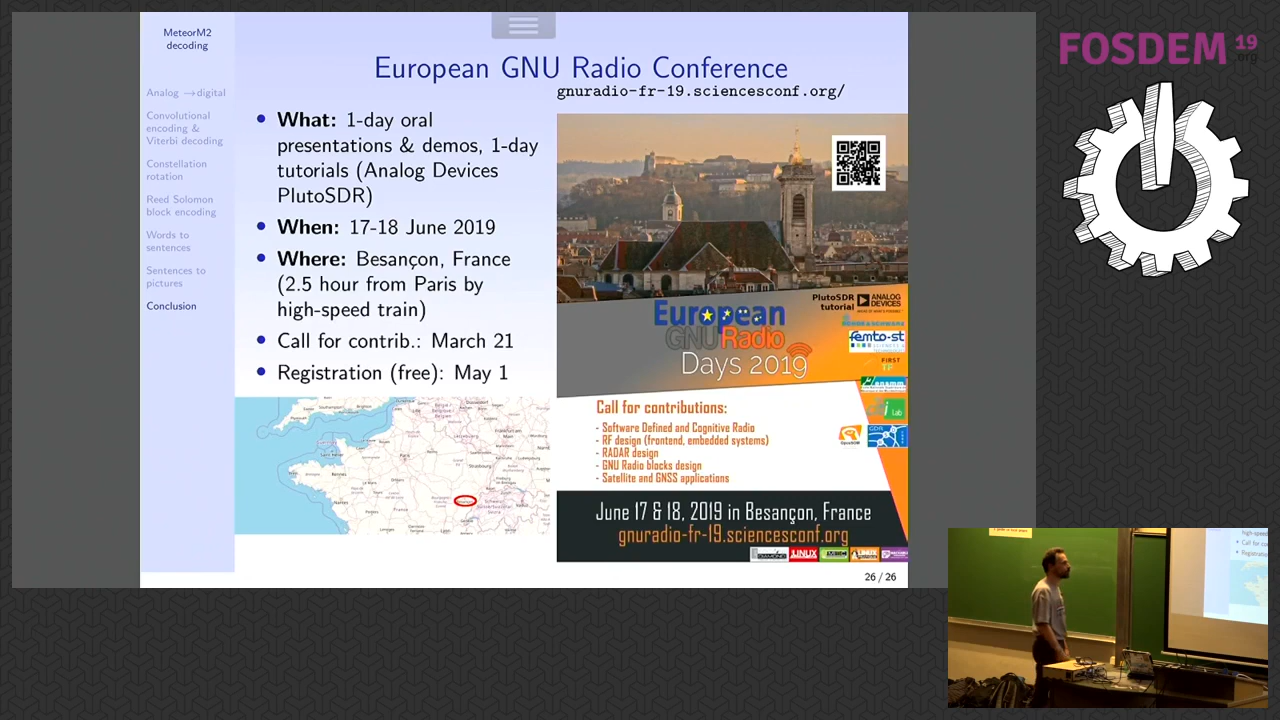 MeteorM2
decoding
Analog →digital
Convolutional
encoding &
Viterbi decoding
Constellation
rotation
Reed Solomon
block encoding
Words to
sentences
Sentences to
pictures
Conclusion
European GNU Radio Conference
gnuradio-fr-19.sciencesconf.org/
• What: 1-day oral
presentations & demos, 1-day
tutorials (Analog Devices
PlutoSDR)
• When: 17-18 June 2019
• Where: Besançon, France
(2.5 hour from Paris by
high-speed train)
• Call for contrib.: March 21
• Registration (free): May 1
PlutoSDR
tutorial
ANALOG
DEVICES
European
GNURadio
Days 2019
femto-st
FIRST
TF
Call for contributions:
- Software Defined and Cognitive Radio
- RF design (frontend, embedded systems)
- RADAR design
- GNU Radio blocks design
- Satellite and GNSS applications
June 17 & 18, 2019 in Besançon, France
gnuradio-fr-19.sciencesconf.org
26 / 26
FOSDEM 19
.org